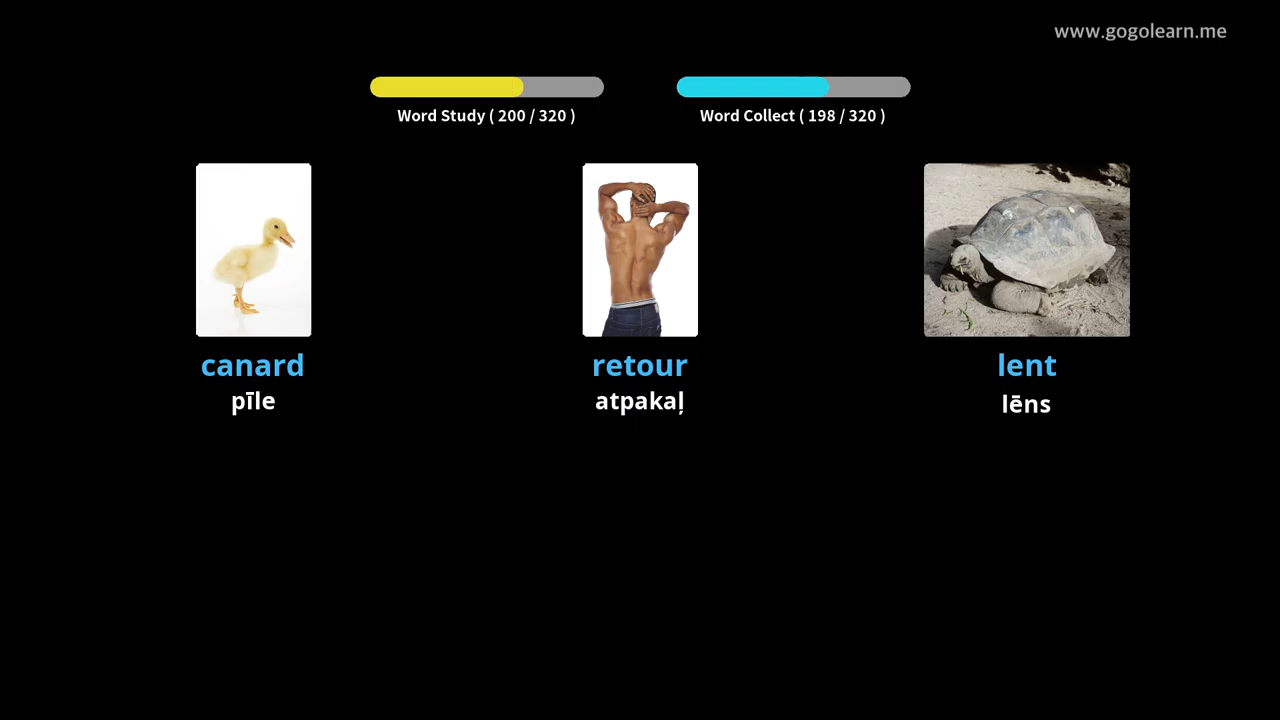 www.gogolearn.me
Word Study ( 200 / 320 )
Word Collect ( 198 / 320 )
canard
pīle
retour
atpakaļ
lent
lēns